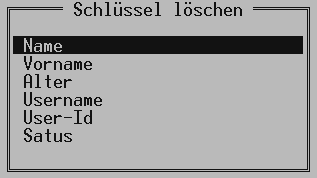 Schlüssel löschen
Name
Vorname
Alter
Username
User-Id
Satus